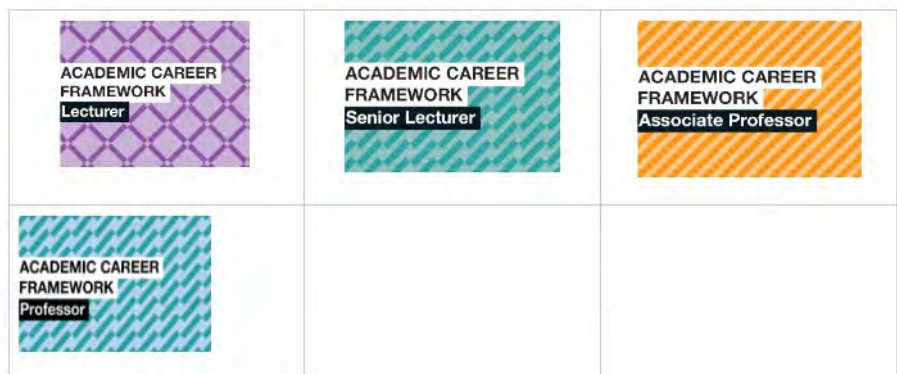 ACADEMIC CAREER
FRAMEWORK
Lecturer
ACADEMIC CAREER
FRAMEWORK
Senior Lecturer
ACADEMIC CAREER
FRAMEWORK
Associate Professor
ACADEMIC CAREER
FRAMEWORK
Professor